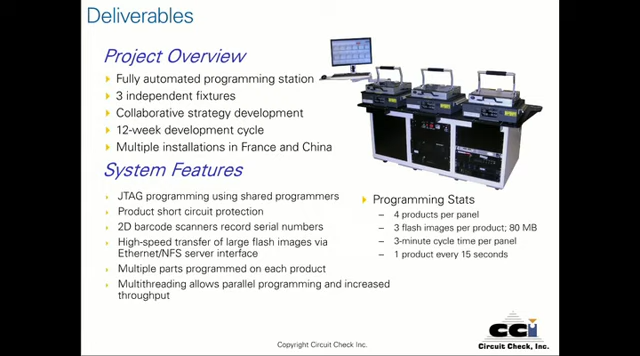 Deliverables
Project Overview
Fully automated programming station
3 independent fixtures
Collaborative strategy development
12-week development cycle
Multiple installations in France and China
System Features
JTAG programming using shared programmers
Product short circuit protection
2D barcode scanners record serial numbers
High-speed transfer of large flash images via
Ethernet/NFS server interface
Multiple parts programmed on each product
Multithreading allows parallel programming and increased
throughput
Programming Stats
– 4 products per panel
– 3 flash images per product; 80 MB
– 3-minute cycle time per panel
– 1 product every 15 seconds
Copyright Circuit Check Inc.
CCI
Circuit Check, Inc.